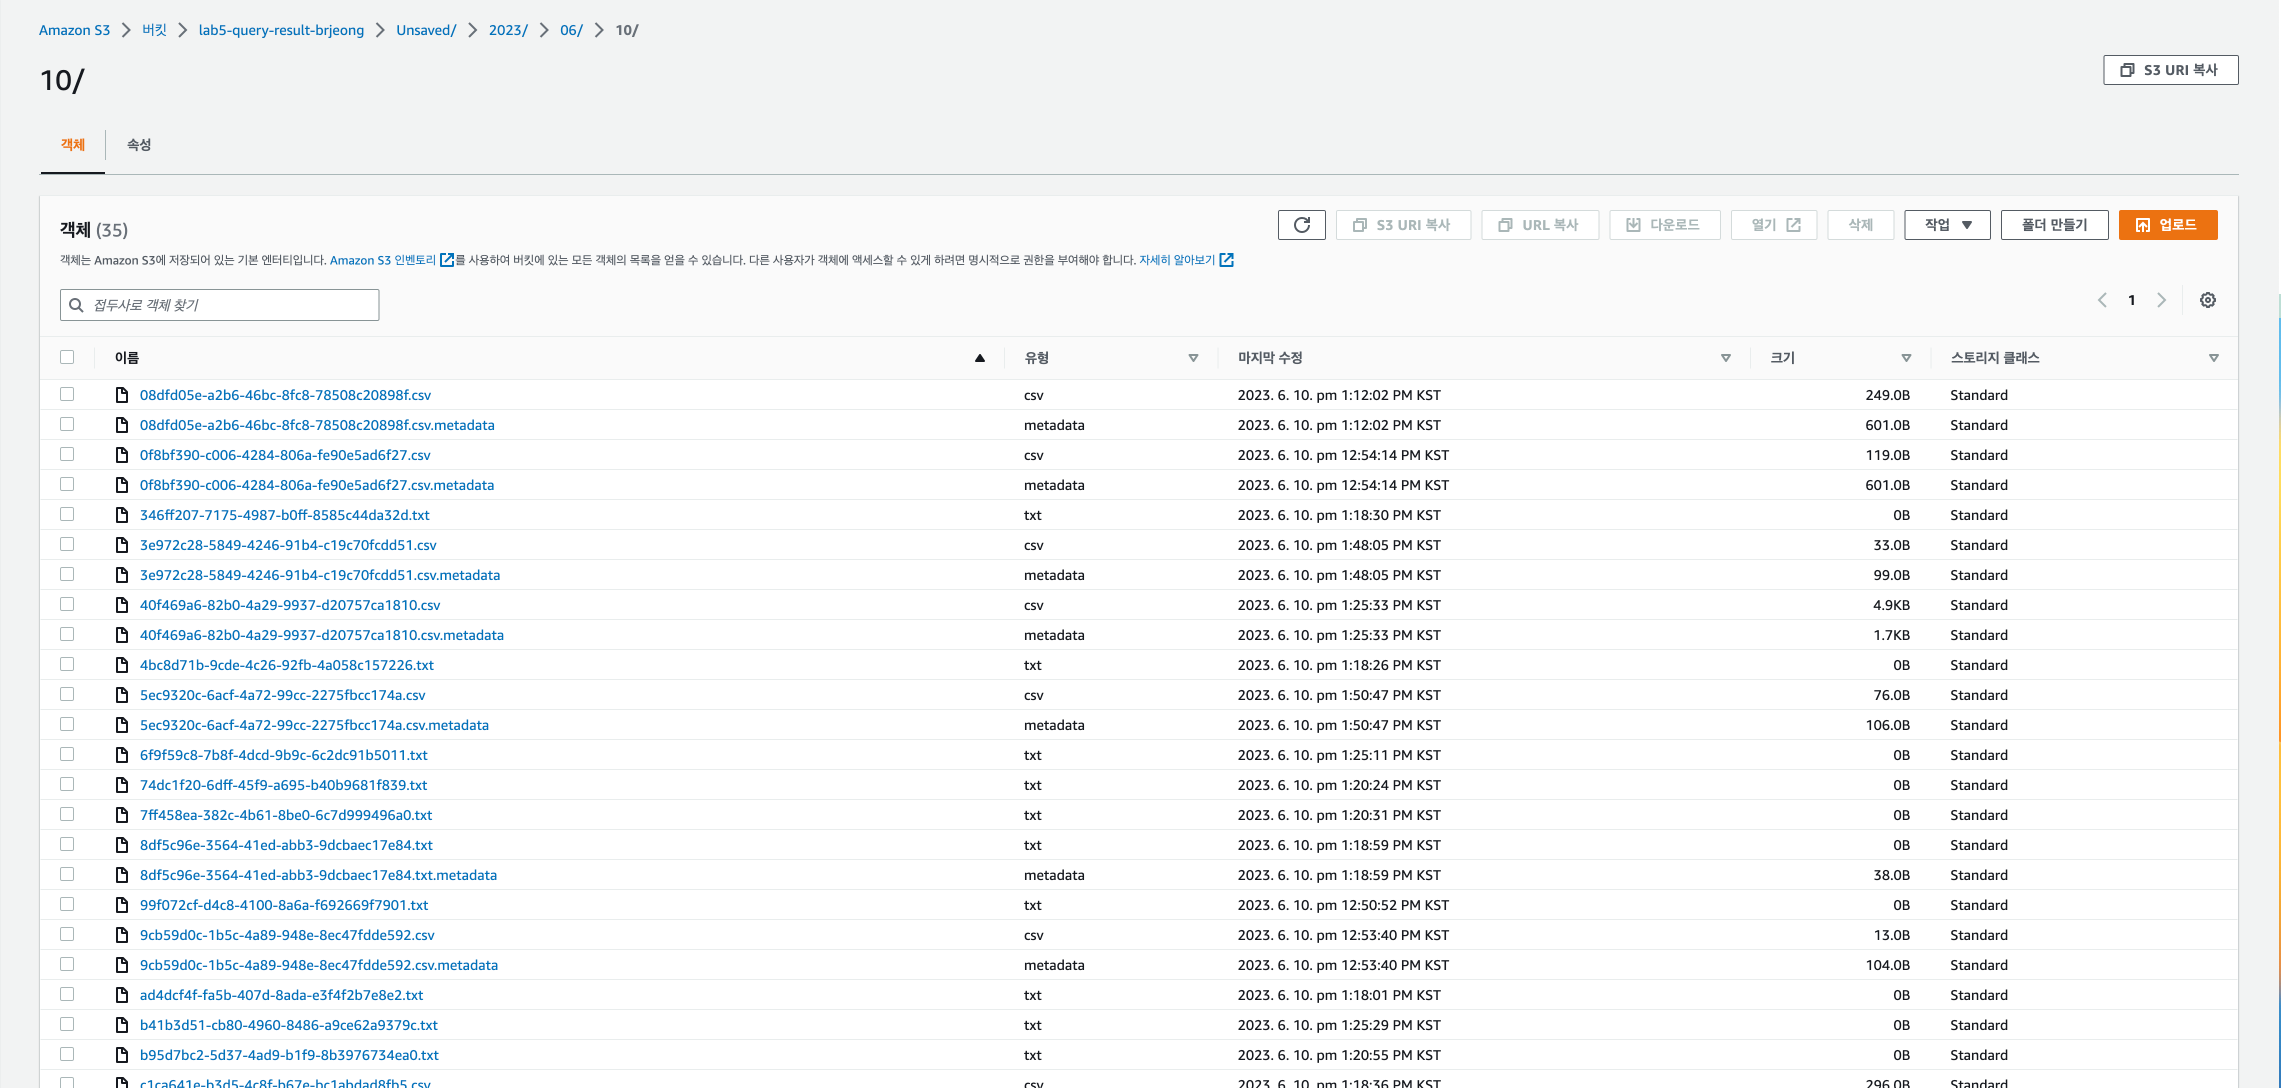 Amazon S3 > 버킷 > lab5-query-result-brjeong > Unsaved/ > 2023/ > 06/ > 10/
10/
S3 URI 복사
객체 속성
객체 (35)
S3 URI 복사 URL 복사 다운로드 열기 삭제 작업 폴더 만들기 업로드
객체는 Amazon S3에 저장되어 있는 기본 엔터티입니다. Amazon S3 인벤토리를 사용하여 버킷에 있는 모든 객체의 목록을 얻을 수 있습니다. 다른 사용자가 객체에 액세스할 수 있게 하려면 명시적으로 권한을 부여해야 합니다. 자세히 알아보기
접두사로 객체 찾기
1
이름 유형 마지막 수정 크기 스토리지 클래스
08dfd05e-a2b6-46bc-8fc8-78508c20898f.csv csv 2023. 6. 10. pm 1:12:02 PM KST 249.0B Standard
08dfd05e-a2b6-46bc-8fc8-78508c20898f.csv.metadata metadata 2023. 6. 10. pm 1:12:02 PM KST 601.0B Standard
0f8bf390-c006-4284-806a-fe90e5ad6f27.csv csv 2023. 6. 10. pm 12:54:14 PM KST 119.0B Standard
0f8bf390-c006-4284-806a-fe90e5ad6f27.csv.metadata metadata 2023. 6. 10. pm 12:54:14 PM KST 601.0B Standard
346ff207-7175-4987-b0ff-8585c44da32d.txt txt 2023. 6. 10. pm 1:18:30 PM KST 0B Standard
3e972c28-5849-4246-91b4-c19c70fcdd51.csv csv 2023. 6. 10. pm 1:48:05 PM KST 33.0B Standard
3e972c28-5849-4246-91b4-c19c70fcdd51.csv.metadata metadata 2023. 6. 10. pm 1:48:05 PM KST 99.0B Standard
40f469a6-82b0-4a29-9937-d20757ca1810.csv csv 2023. 6. 10. pm 1:25:33 PM KST 4.9KB Standard
40f469a6-82b0-4a29-9937-d20757ca1810.csv.metadata metadata 2023. 6. 10. pm 1:25:33 PM KST 1.7KB Standard
4bc8d71b-9cde-4c26-92fb-4a058c157226.txt txt 2023. 6. 10. pm 1:18:26 PM KST 0B Standard
5ec9320c-6acf-4a72-99cc-2275fbcc174a.csv csv 2023. 6. 10. pm 1:50:47 PM KST 76.0B Standard
5ec9320c-6acf-4a72-99cc-2275fbcc174a.csv.metadata metadata 2023. 6. 10. pm 1:50:47 PM KST 106.0B Standard
6f9f59c8-7b8f-4dcd-9b9c-6c2dc91b5011.txt txt 2023. 6. 10. pm 1:25:11 PM KST 0B Standard
74dc1f20-6dff-45f9-a695-b40b9681f839.txt txt 2023. 6. 10. pm 1:20:24 PM KST 0B Standard
7ff458ea-382c-4b61-8be0-6c7d999496a0.txt txt 2023. 6. 10. pm 1:20:31 PM KST 0B Standard
8df5c96e-3564-41ed-abb3-9dcbaec17e84.txt txt 2023. 6. 10. pm 1:18:59 PM KST 0B Standard
8df5c96e-3564-41ed-abb3-9dcbaec17e84.txt.metadata metadata 2023. 6. 10. pm 1:18:59 PM KST 38.0B Standard
99f072cf-d4c8-4100-8a6a-f692669f7901.txt txt 2023. 6. 10. pm 12:50:52 PM KST 0B Standard
9cb59d0c-1b5c-4a89-948e-8ec47fdde592.csv csv 2023. 6. 10. pm 12:53:40 PM KST 13.0B Standard
9cb59d0c-1b5c-4a89-948e-8ec47fdde592.csv.metadata metadata 2023. 6. 10. pm 12:53:40 PM KST 104.0B Standard
ad4dcf4f-fa5b-407d-8ada-e3f4f2b7e8e2.txt txt 2023. 6. 10. pm 1:18:01 PM KST 0B Standard
b41b3d51-cb80-4960-8486-a9ce62a9379c.txt txt 2023. 6. 10. pm 1:25:29 PM KST 0B Standard
b95d7bc2-5d37-4ad9-b1f9-8b3976734ea0.txt txt 2023. 6. 10. pm 1:20:55 PM KST 0B Standard
c1ca641e-b3d5-4c8f-b67e-bc1abdad8fb5.csv csv 2023. 6. 10. pm 1:18:36 PM KST 296.0B Standard